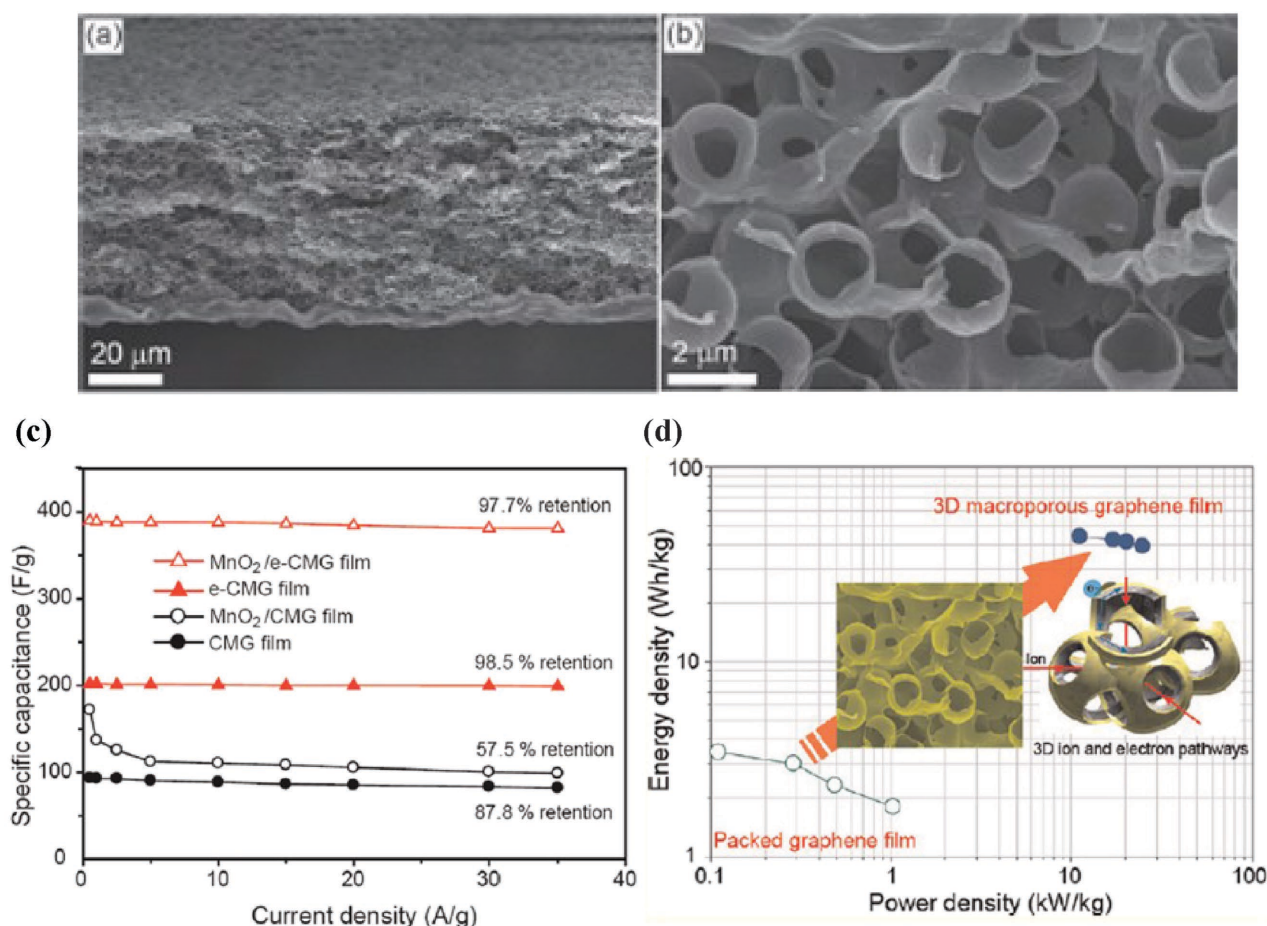 (a)
(b)
20 μm
2 μm
(c)
(d)
Specific capacitance (F/g)
400
300
200
100
0
97.7% retention
MnO₂/e-CMG film
e-CMG film
MnO₂/CMG film
CMG film
98.5 % retention
57.5% retention
87.8 % retention
0
10
20
30
40
Current density (A/g)
Energy density (Wh/kg)
100
10
1
3D macroporous graphene film
e
Ion
3D ion and electron pathways
Packed graphene film
0.1
1
10
100
Power density (kW/kg)